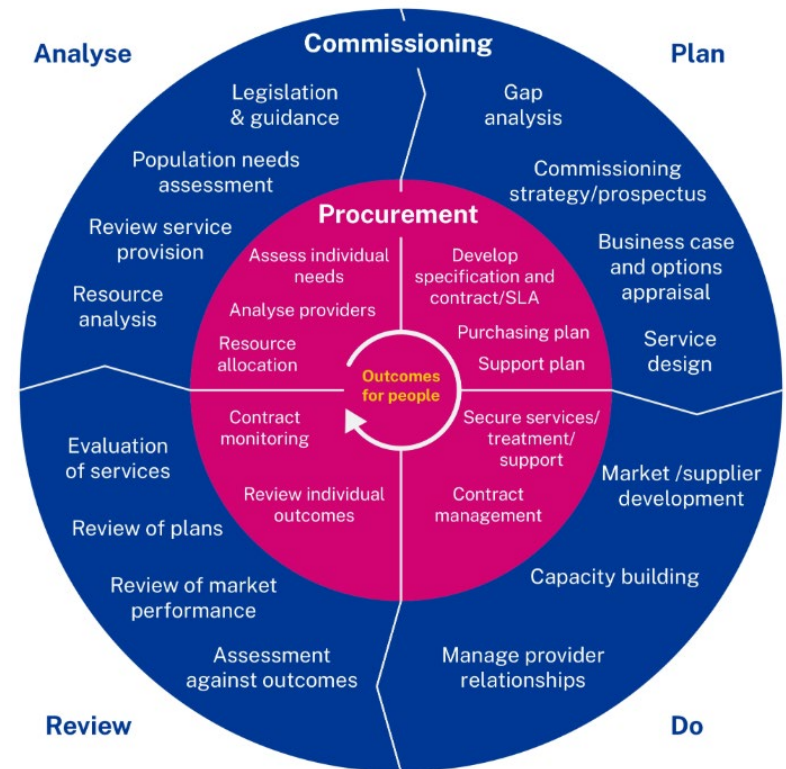 Analyse
Commissioning
Plan
Legislation
& guidance
Population needs
assessment
Review service
provision
Resource
analysis
Gap
analysis
Commissioning
strategy/prospectus
Business case
and options
appraisal
Service
design
Procurement
Assess individual
needs
Analyse providers
Resource
allocation
Develop
specification and
contract/SLA
Purchasing plan
Support plan
Outcomes
for people
Contract
monitoring
Review individual
outcomes
Secure services/
treatment/
support
Contract
management
Evaluation
of services
Review of plans
Review of market
performance
Assessment
against outcomes
Market /supplier
development
Capacity building
Manage provider
relationships
Review
Do